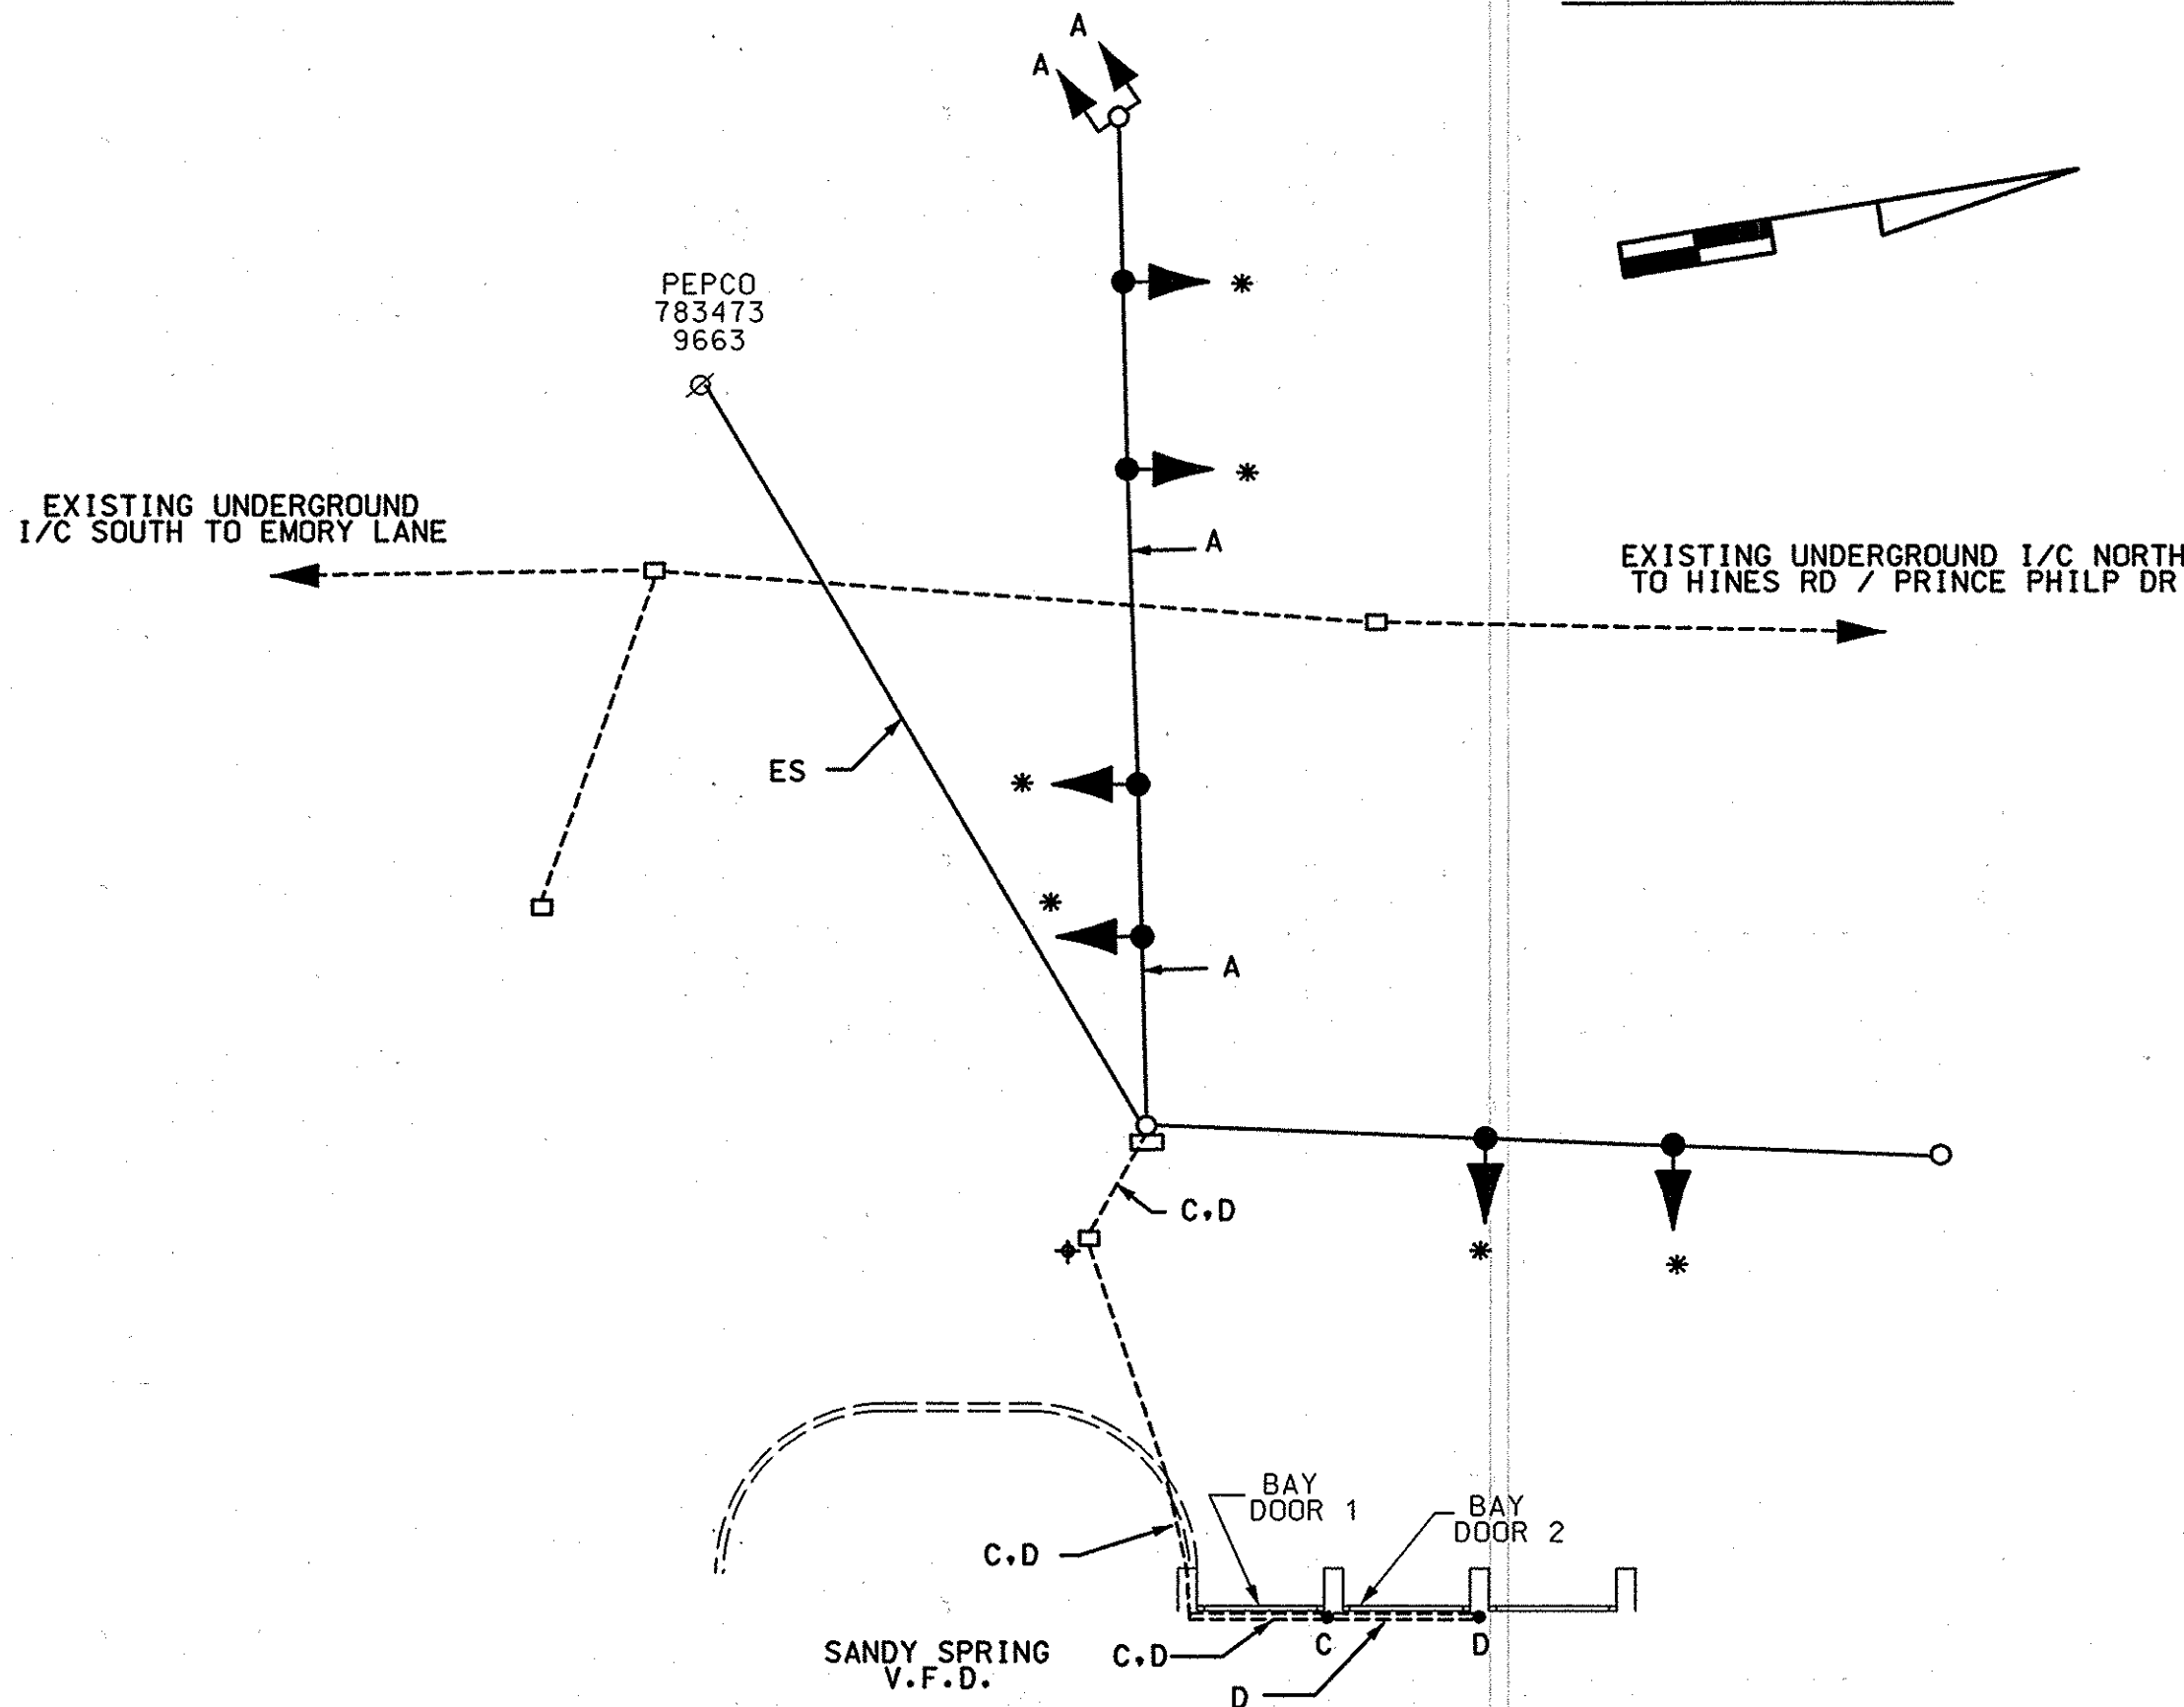 A
A
PEPCO
783473
9663
*
*
EXISTING UNDERGROUND
I/C SOUTH TO EMORY LANE
A
EXISTING UNDERGROUND I/C NORTH
TO HINES RD / PRINCE PHILP DR
ES
*
*
A
C,D
*
*
BAY
DOOR 1
BAY
DOOR 2
C,D
SANDY SPRING
V.F.D.
C,D
C
D
D